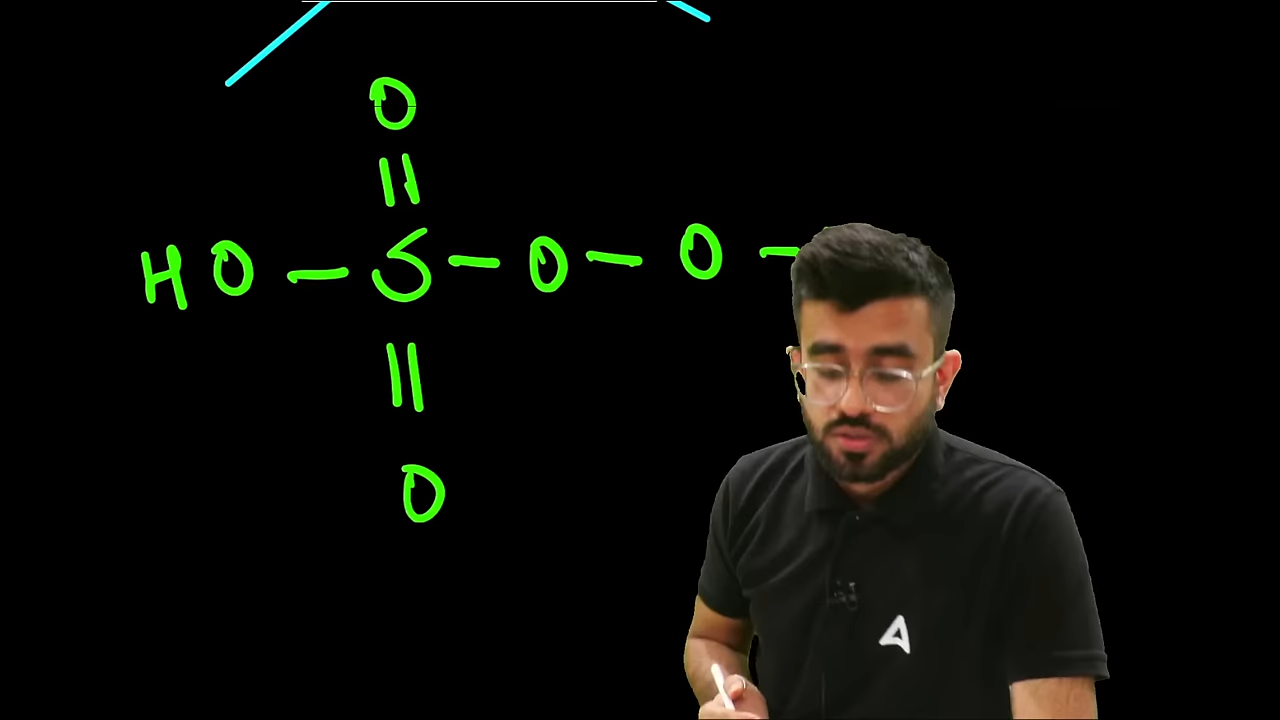 O
||
HO — S — O — O —
||
O